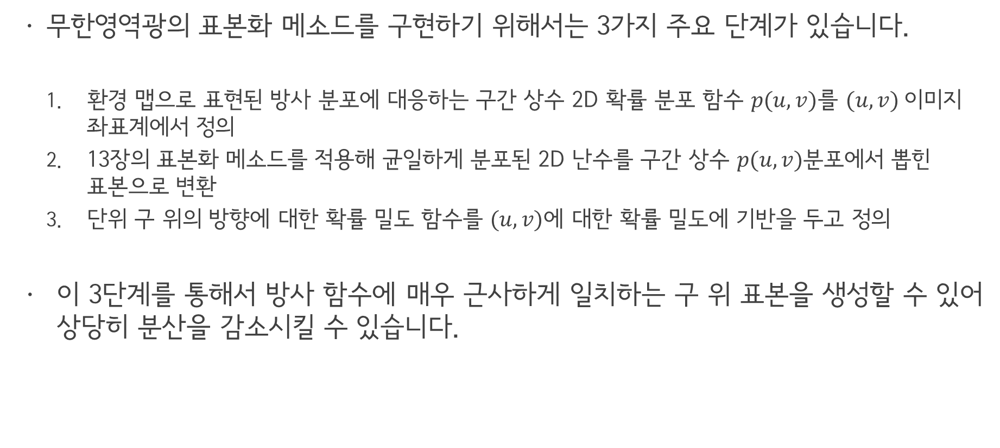 · 무한영역광의 표본화 메소드를 구현하기 위해서는 3가지 주요 단계가 있습니다.
1. 환경 맵으로 표현된 방사 분포에 대응하는 구간 상수 2D 확률 분포 함수 p(u, v)를 (u, v) 이미지
좌표계에서 정의
2. 13장의 표본화 메소드를 적용해 균일하게 분포된 2D 난수를 구간 상수 p(u, v)분포에서 뽑힌
표본으로 변환
3. 단위 구 위의 방향에 대한 확률 밀도 함수를 (u, v)에 대한 확률 밀도에 기반을 두고 정의
· 이 3단계를 통해서 방사 함수에 매우 근사하게 일치하는 구 위 표본을 생성할 수 있어
상당히 분산을 감소시킬 수 있습니다.